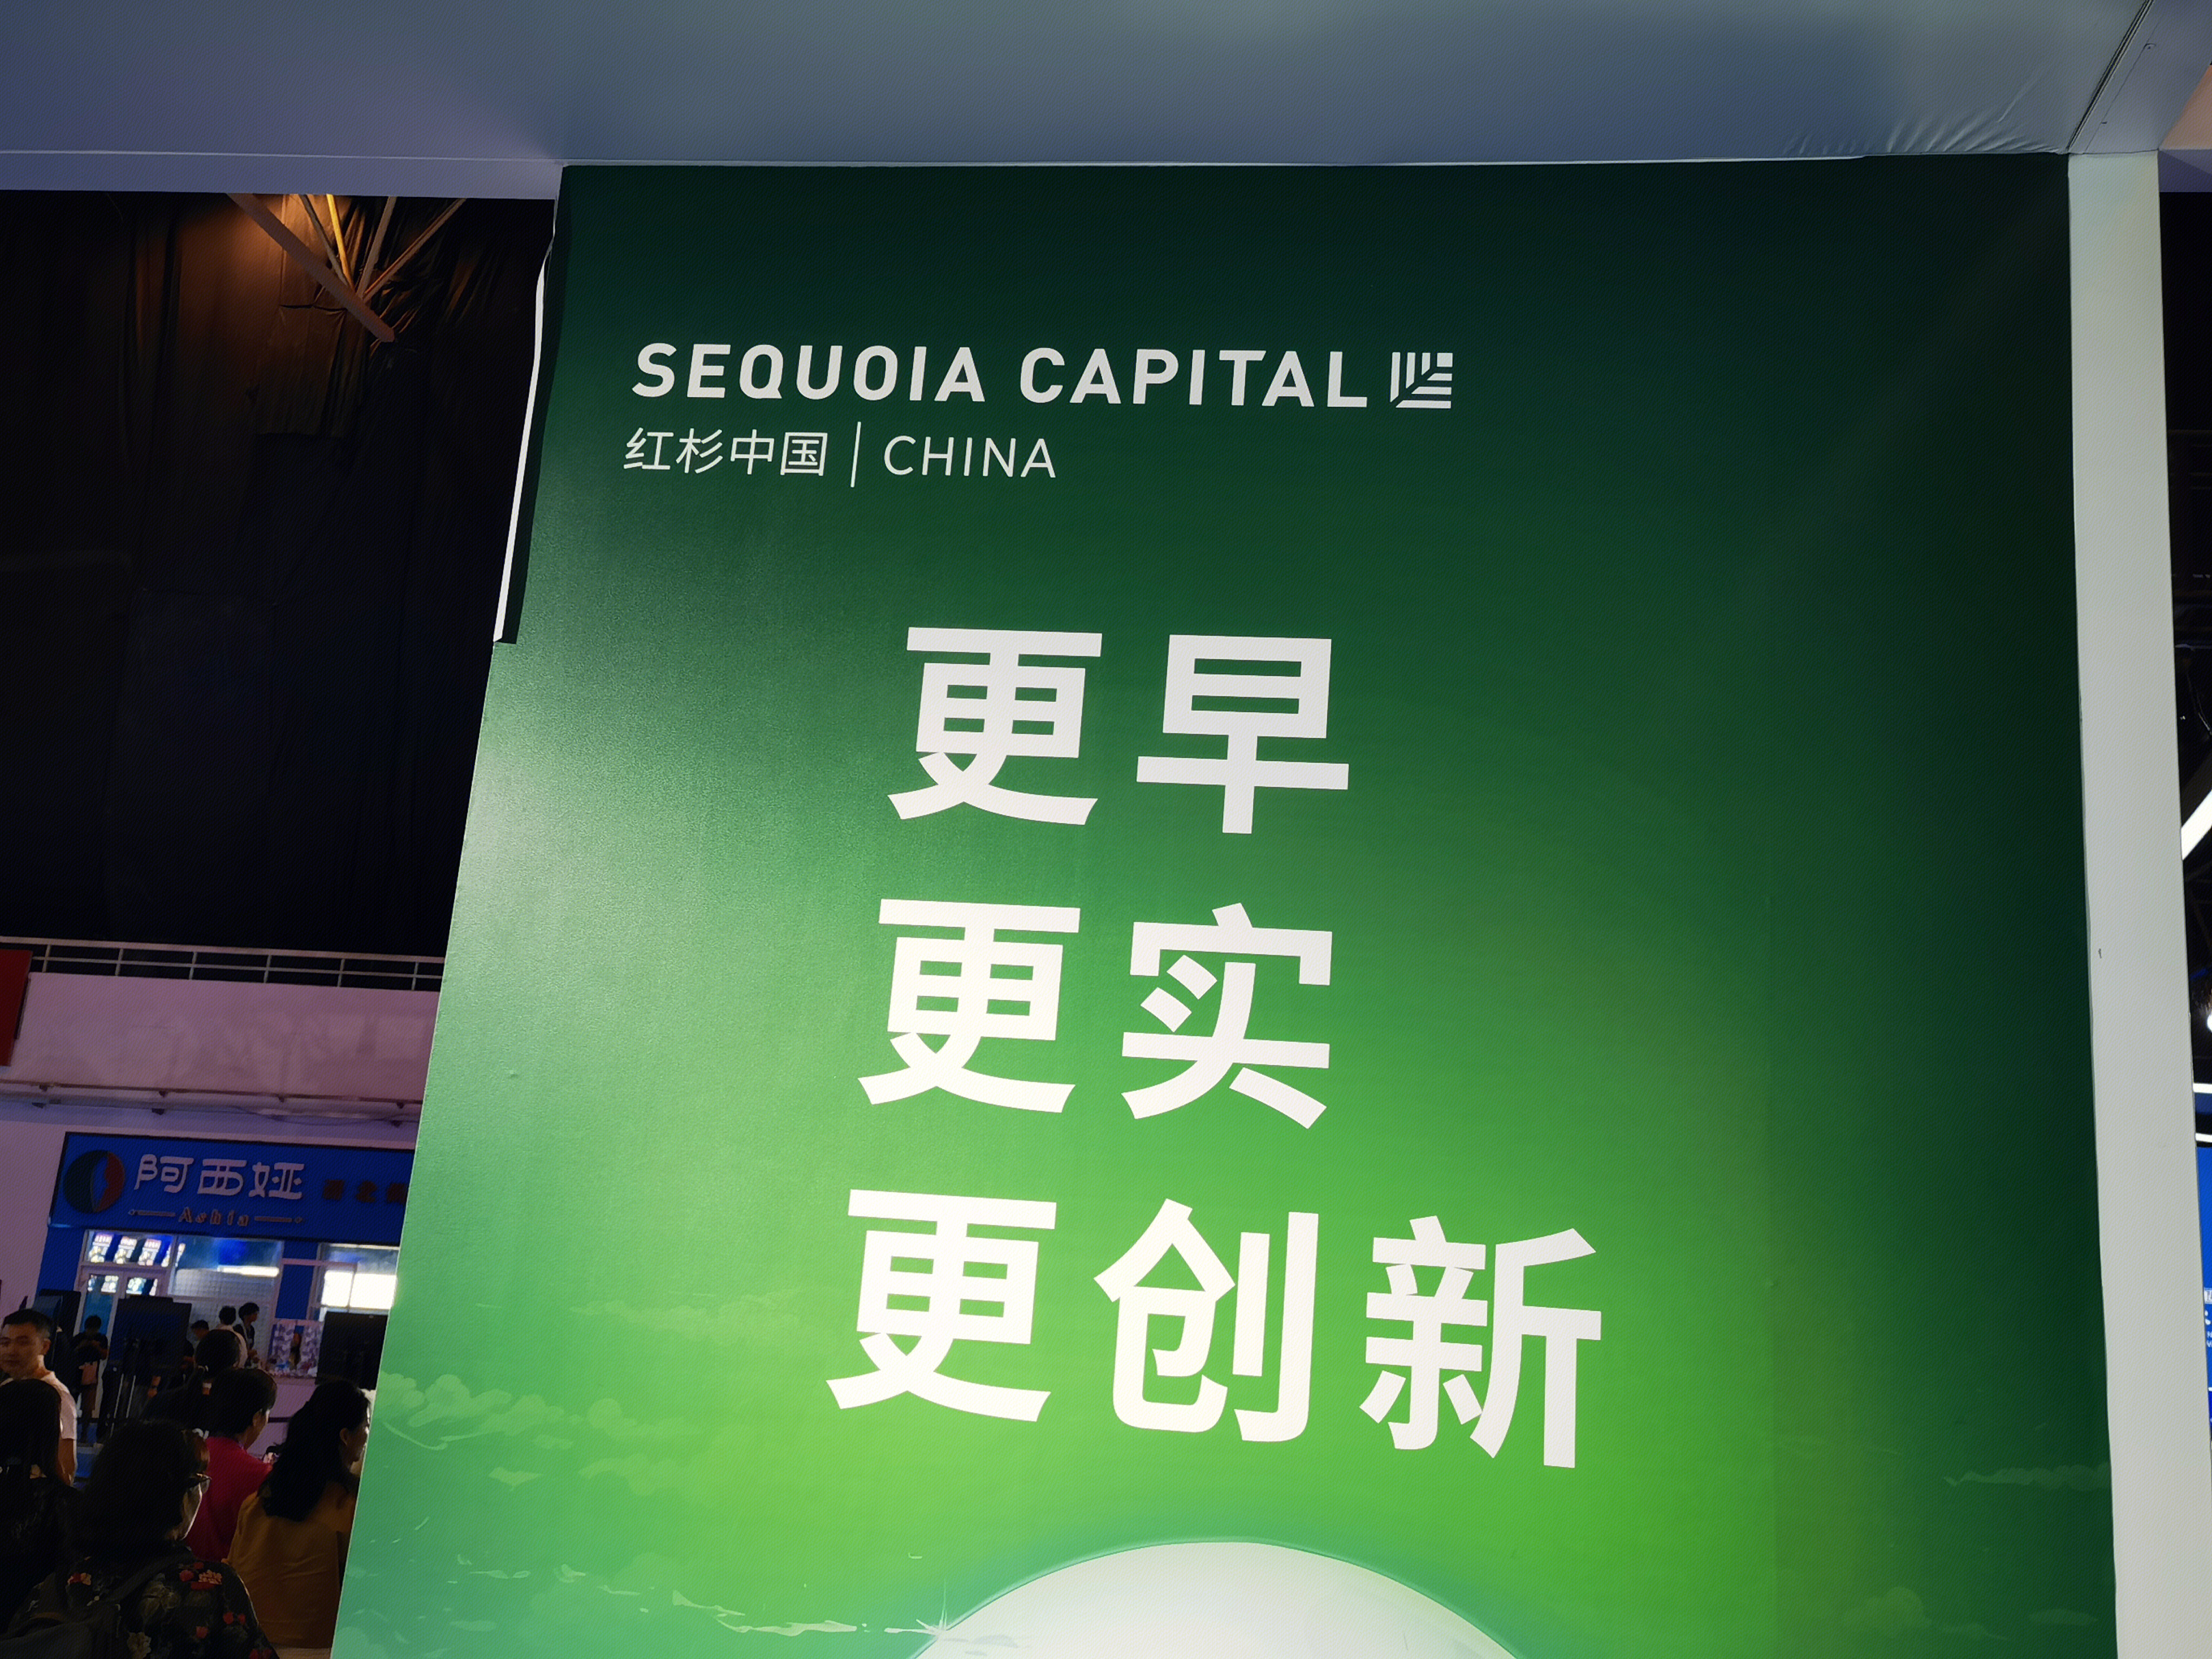 SEQUOIA CAPITAL
红杉中国 | CHINA
更早
更实
更创新
阿西娅
Ashia